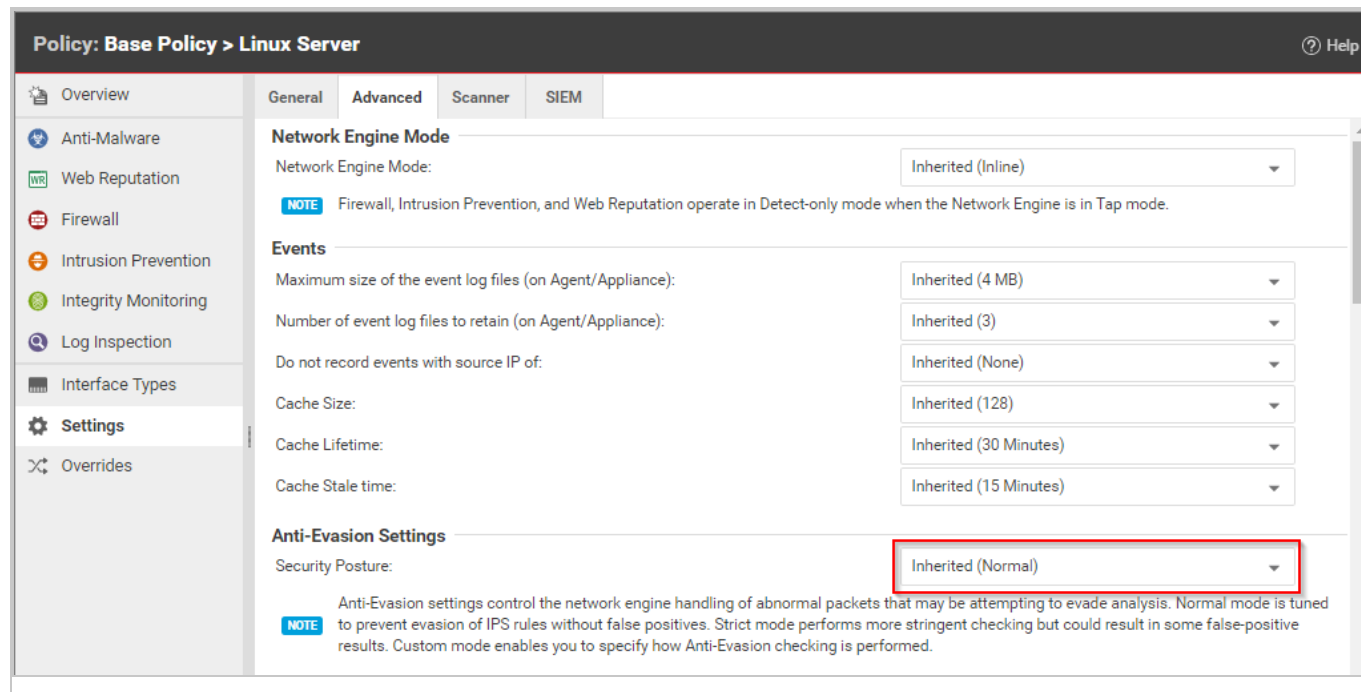 Policy: Base Policy > Linux Server
? Help
Overview
Anti-Malware
WR Web Reputation
Firewall
Intrusion Prevention
Integrity Monitoring
Log Inspection
Interface Types
Settings
Overrides
General Advanced Scanner SIEM
Network Engine Mode
Network Engine Mode: Inherited (Inline)
NOTE Firewall, Intrusion Prevention, and Web Reputation operate in Detect-only mode when the Network Engine is in Tap mode.
Events
Maximum size of the event log files (on Agent/Appliance): Inherited (4 MB)
Number of event log files to retain (on Agent/Appliance): Inherited (3)
Do not record events with source IP of: Inherited (None)
Cache Size: Inherited (128)
Cache Lifetime: Inherited (30 Minutes)
Cache Stale time: Inherited (15 Minutes)
Anti-Evasion Settings
Security Posture: Inherited (Normal)
Anti-Evasion settings control the network engine handling of abnormal packets that may be attempting to evade analysis. Normal mode is tuned
NOTE to prevent evasion of IPS rules without false positives. Strict mode performs more stringent checking but could result in some false-positive
results. Custom mode enables you to specify how Anti-Evasion checking is performed.